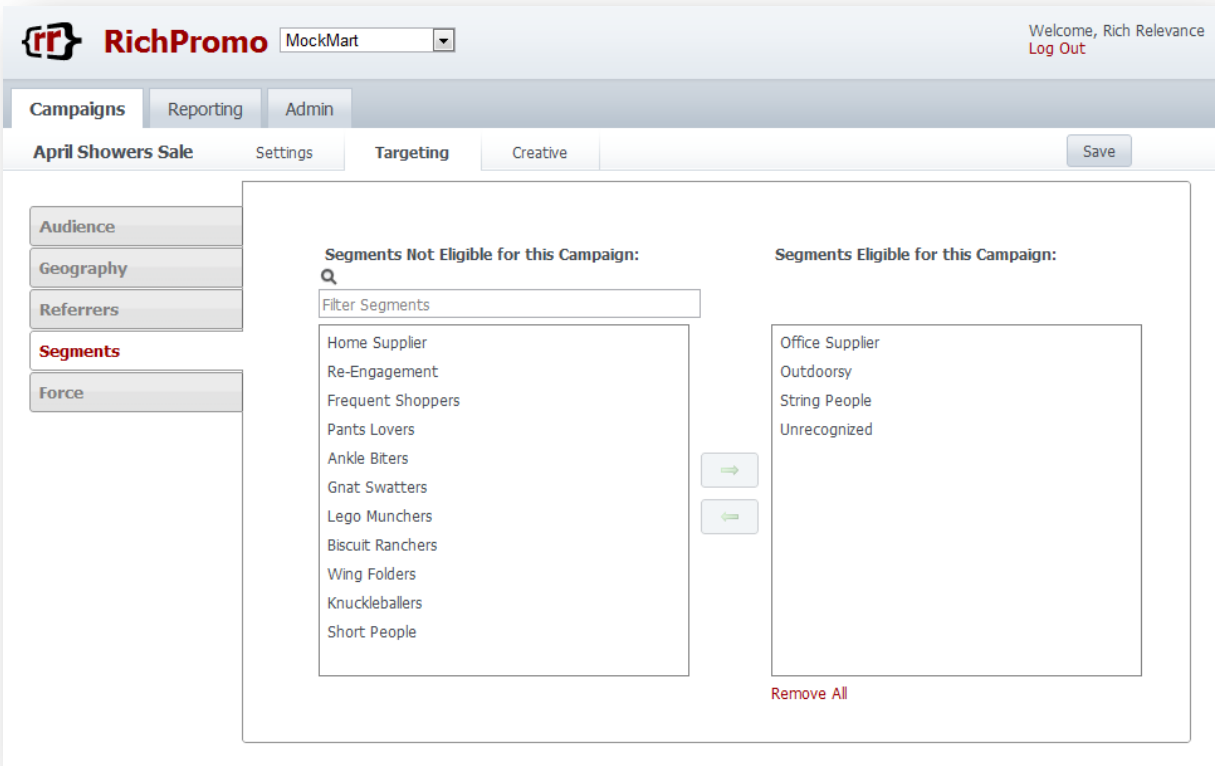 {rr} RichPromo MockMart
Welcome, Rich Relevance
Log Out
Campaigns Reporting Admin
April Showers Sale Settings Targeting Creative Save
Audience
Geography
Referrers
Segments
Force
Segments Not Eligible for this Campaign:
Filter Segments
Home Supplier
Re-Engagement
Frequent Shoppers
Pants Lovers
Ankle Biters
Gnat Swatters
Lego Munchers
Biscuit Ranchers
Wing Folders
Knuckleballers
Short People
Segments Eligible for this Campaign:
Office Supplier
Outdoorsy
String People
Unrecognized
Remove All